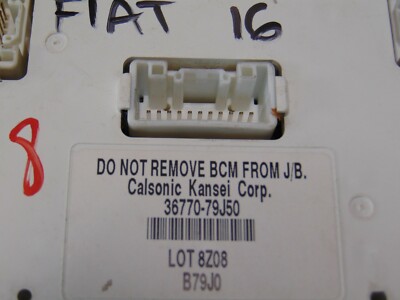 FIAT 16
8
DO NOT REMOVE BCM FROM J/B.
Calsonic Kansei Corp.
36770-79J50
LOT 8Z08
B79J0